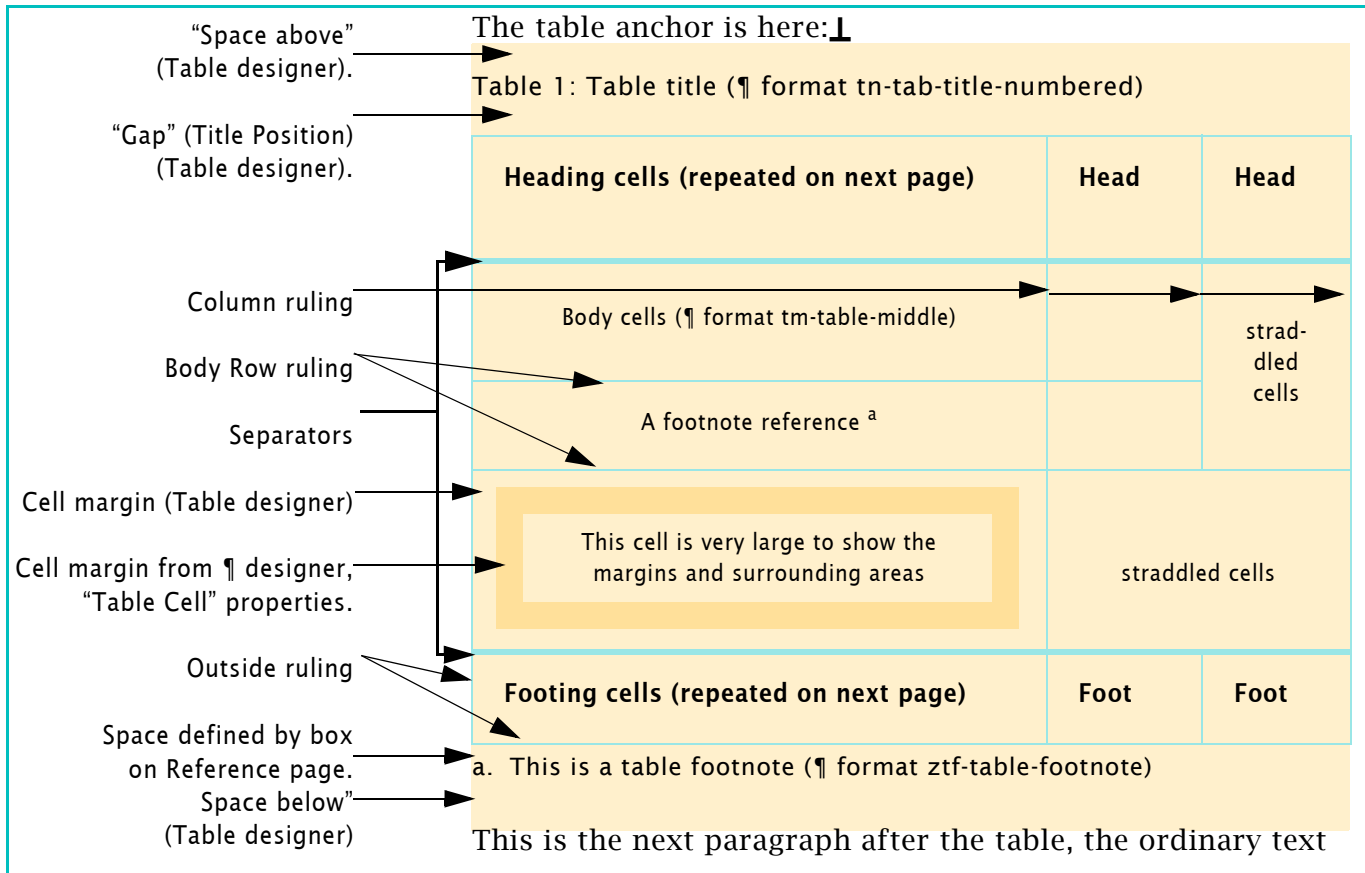 The table anchor is here:⊥
“Space above”
(Table designer).
Table 1: Table title (¶ format tn-tab-title-numbered)
“Gap” (Title Position)
(Table designer).
Heading cells (repeated on next page) Head Head
Column ruling
Body cells (¶ format tm-table-middle)
strad-
dled
cells
Body Row ruling
A footnote reference a
Separators
Cell margin (Table designer)
This cell is very large to show the
margins and surrounding areas
straddled cells
Cell margin from ¶ designer,
“Table Cell” properties.
Outside ruling
Footing cells (repeated on next page) Foot Foot
Space defined by box
on Reference page.
a. This is a table footnote (¶ format ztf-table-footnote)
Space below”
(Table designer)
This is the next paragraph after the table, the ordinary text